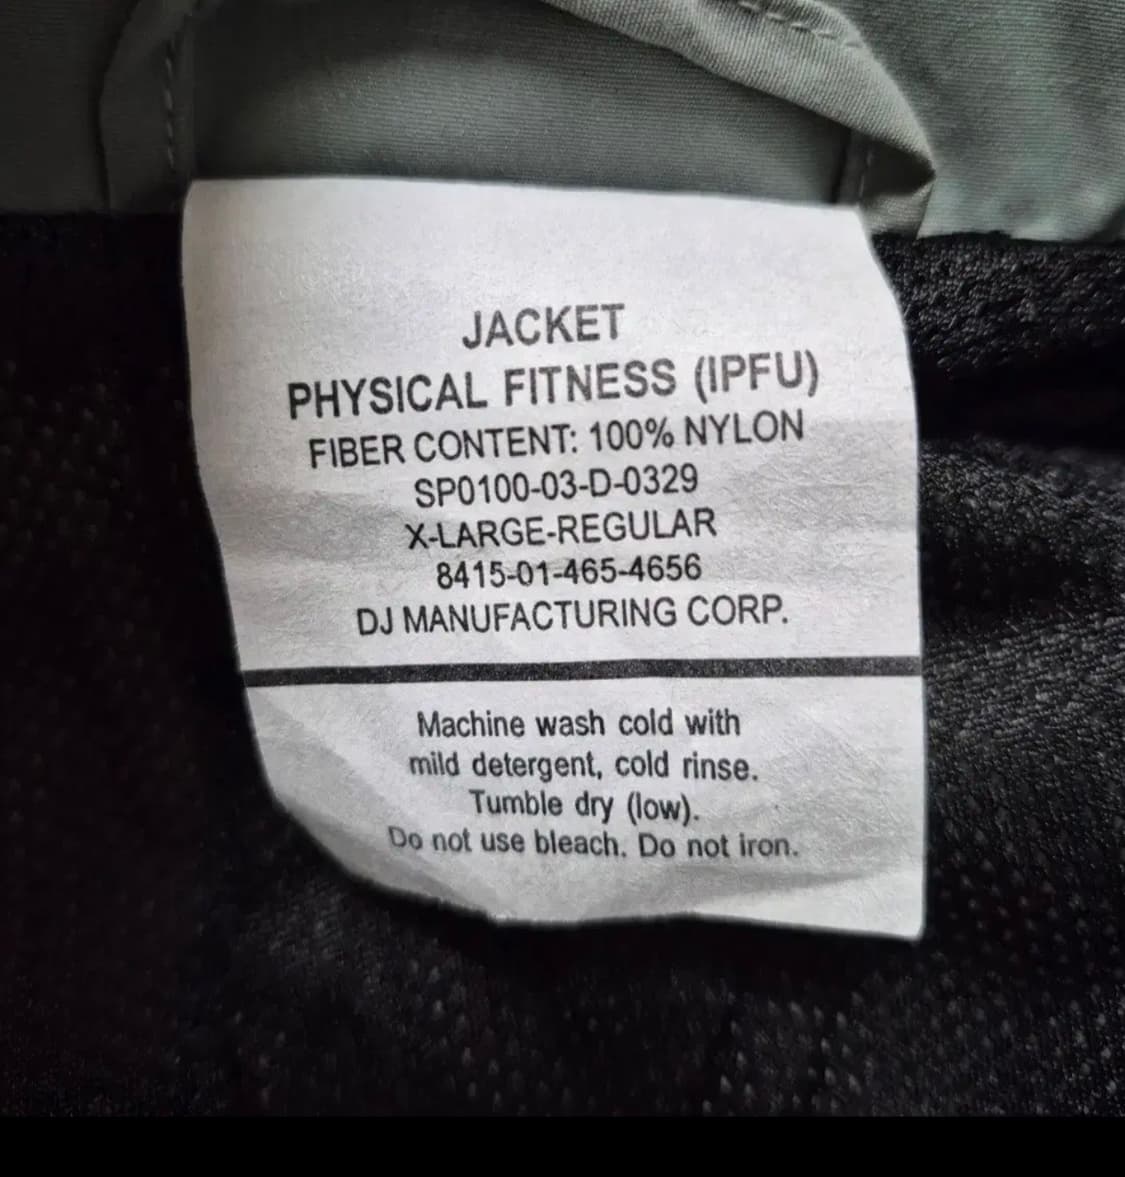 JACKET
PHYSICAL FITNESS (IPFU)
FIBER CONTENT: 100% NYLON
SP0100-03-D-0329
X-LARGE-REGULAR
8415-01-465-4656
DJ MANUFACTURING CORP.
Machine wash cold with
mild detergent, cold rinse.
Tumble dry (low).
Do not use bleach. Do not iron.